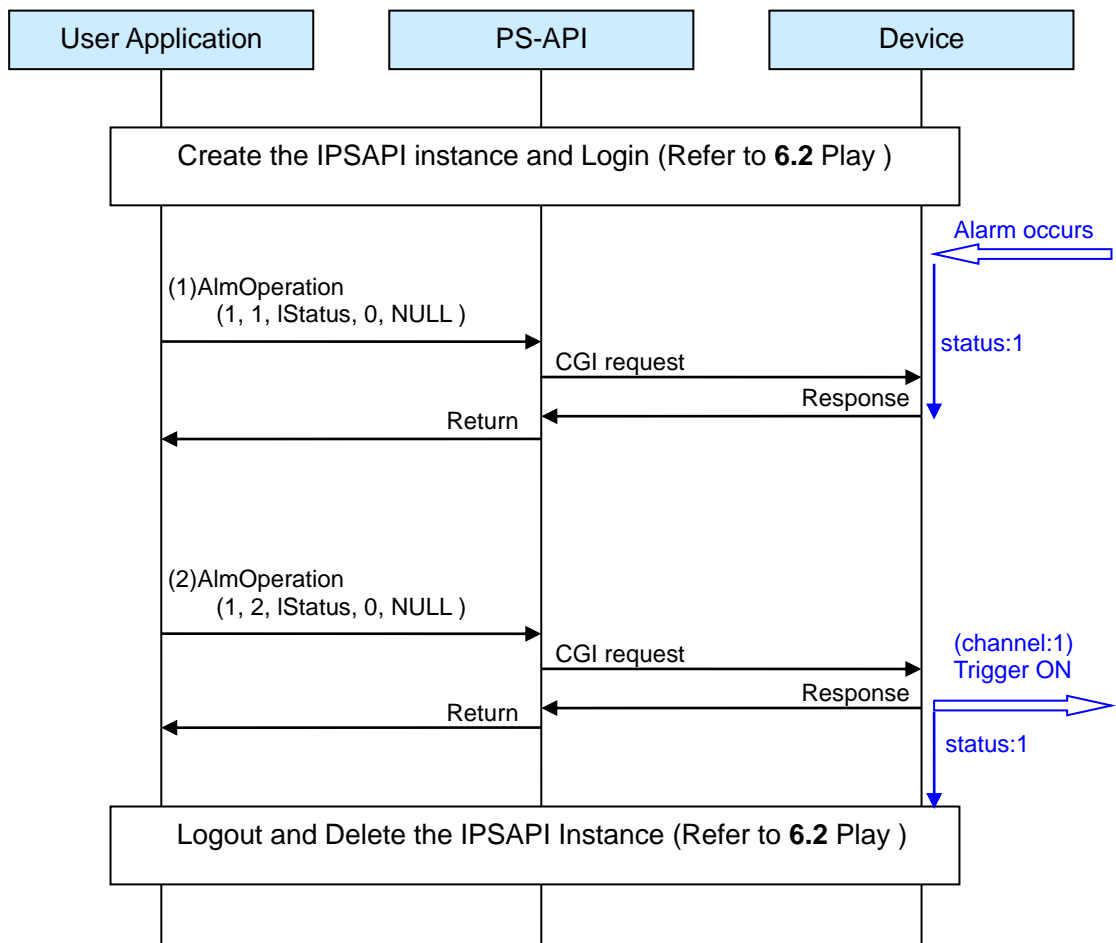 User Application
PS-API
Device
Create the IPSAPI instance and Login (Refer to 6.2 Play )
Alarm occurs
(1)AlmOperation
(1, 1, lStatus, 0, NULL )
status:1
CGI request
Response
Return
(2)AlmOperation
(1, 2, lStatus, 0, NULL )
(channel:1)
Trigger ON
CGI request
Response
Return
status:1
Logout and Delete the IPSAPI Instance (Refer to 6.2 Play )